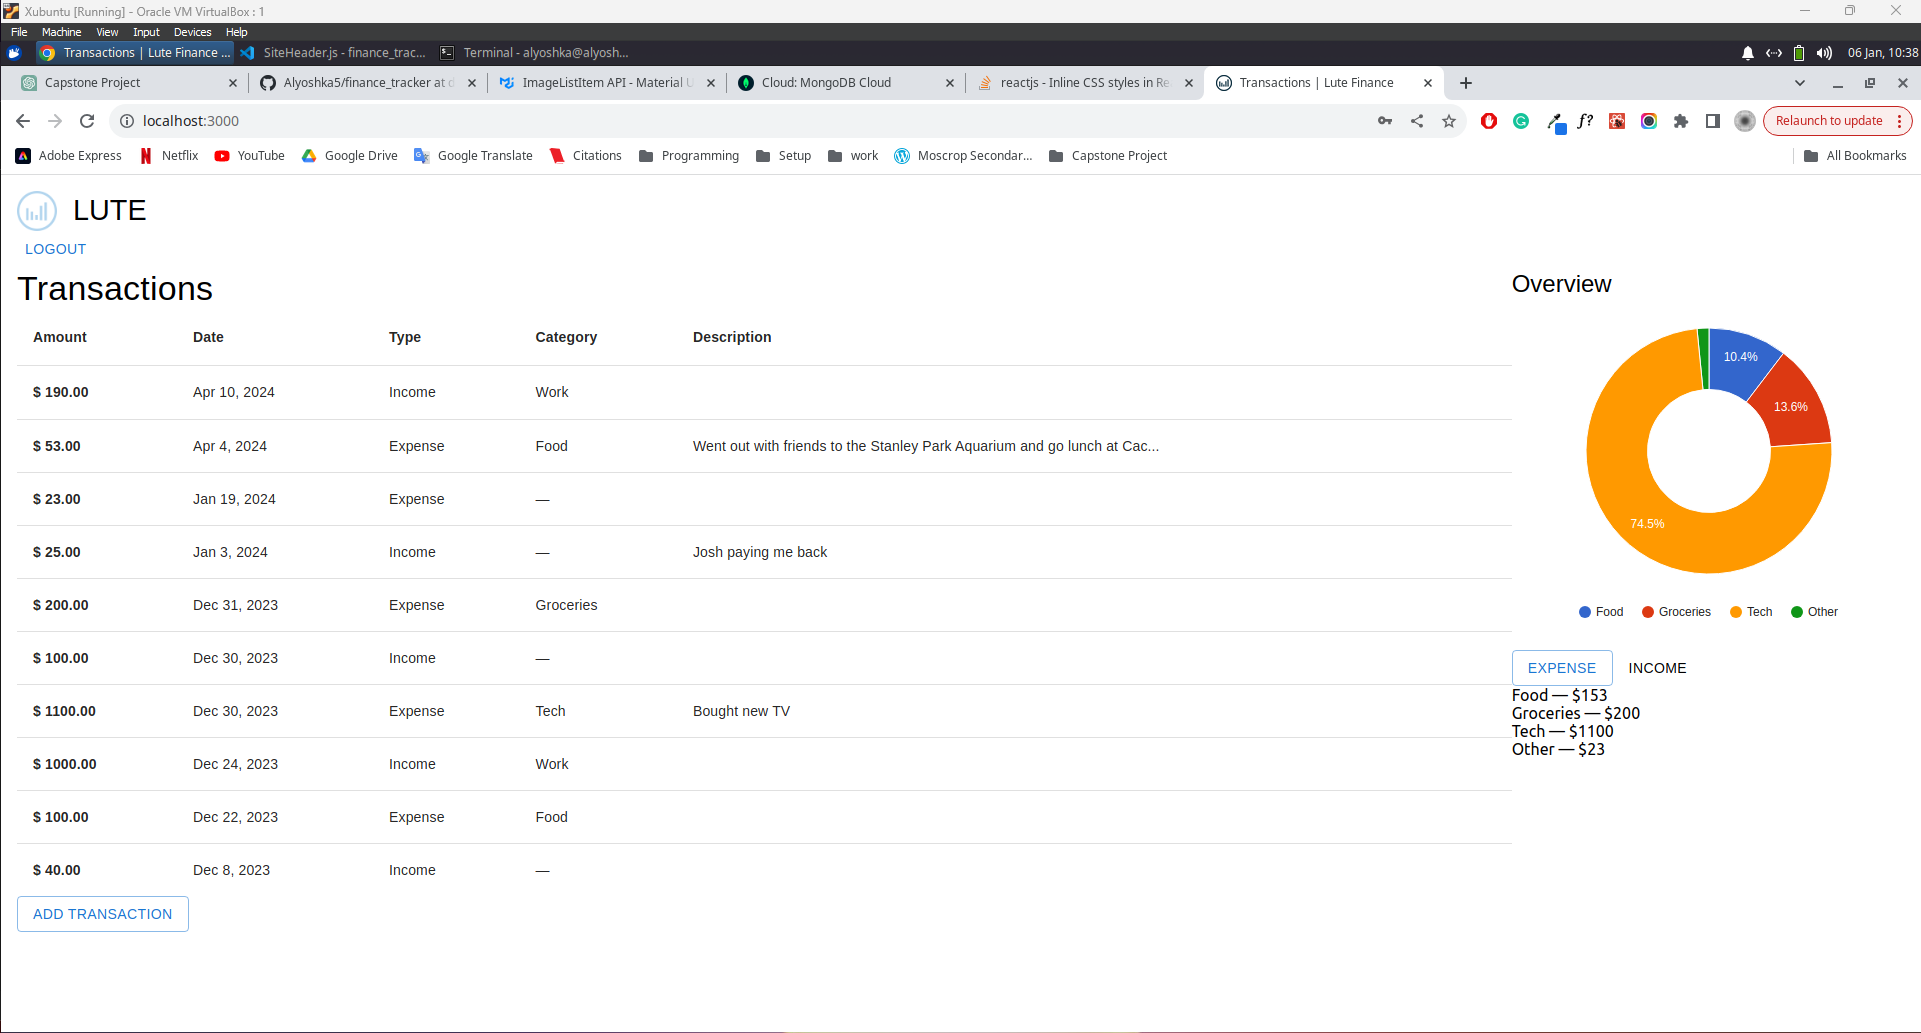 Xubuntu [Running] - Oracle VM VirtualBox : 1
File Machine View Input Devices Help
Transactions | Lute Finance ... SiteHeader.js - finance_trac... Terminal - alyoshka@alyosh... 06 Jan, 10:38
Capstone Project Alyoshka5/finance_tracker at d ImageListItem API - Material U Cloud: MongoDB Cloud reactjs - Inline CSS styles in Re Transactions | Lute Finance
localhost:3000 f? Relaunch to update
Adobe Express Netflix YouTube Google Drive Google Translate Citations Programming Setup work Moscrop Secondar... Capstone Project All Bookmarks
LUTE
LOGOUT
Transactions
Amount Date Type Category Description
$ 190.00 Apr 10, 2024 Income Work
$ 53.00 Apr 4, 2024 Expense Food Went out with friends to the Stanley Park Aquarium and go lunch at Cac...
$ 23.00 Jan 19, 2024 Expense —
$ 25.00 Jan 3, 2024 Income — Josh paying me back
$ 200.00 Dec 31, 2023 Expense Groceries
$ 100.00 Dec 30, 2023 Income —
$ 1100.00 Dec 30, 2023 Expense Tech Bought new TV
$ 1000.00 Dec 24, 2023 Income Work
$ 100.00 Dec 22, 2023 Expense Food
$ 40.00 Dec 8, 2023 Income —
ADD TRANSACTION
Overview
10.4%
13.6%
74.5%
Food Groceries Tech Other
EXPENSE INCOME
Food — $153
Groceries — $200
Tech — $1100
Other — $23